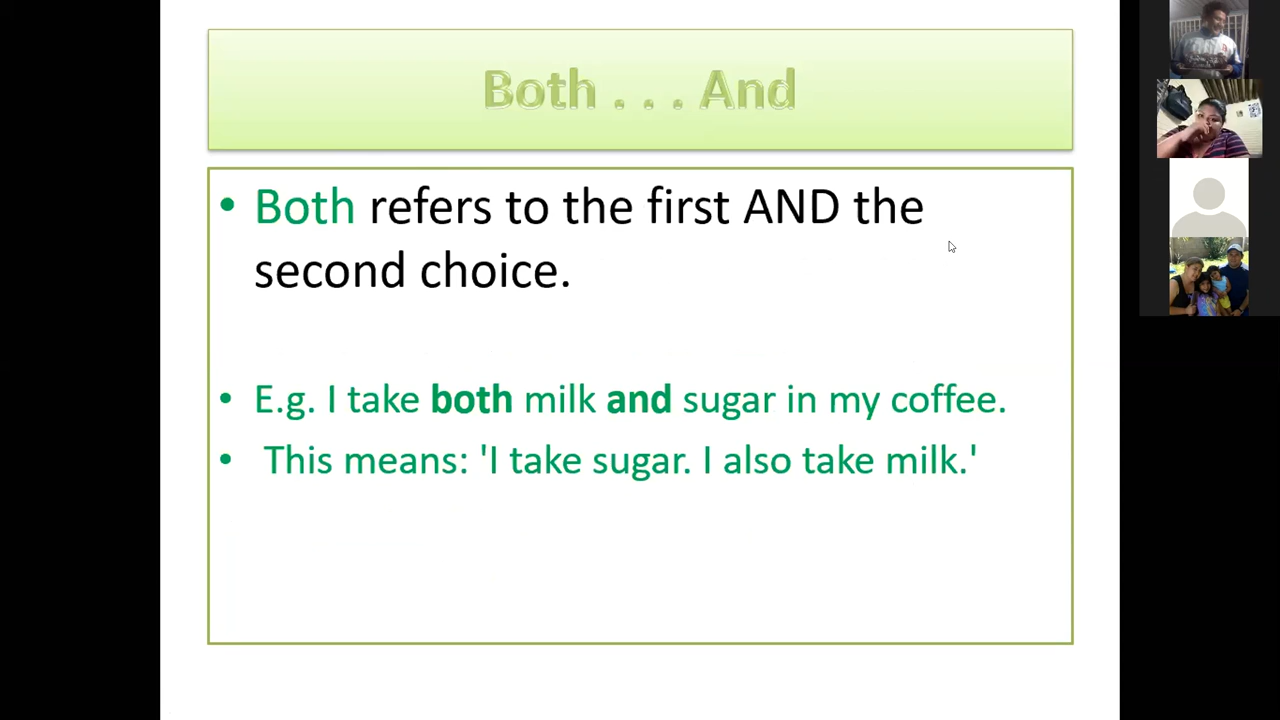 Both . . . And
• Both refers to the first AND the
second choice.
• E.g. I take both milk and sugar in my coffee.
• This means: 'I take sugar. I also take milk.'